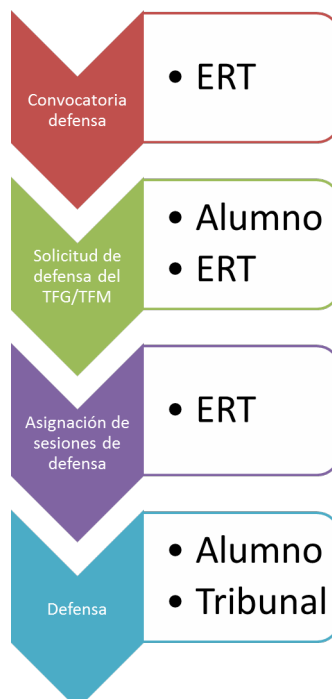 Convocatoria
defensa
• ERT
Solicitud de
defensa del
TFG/TFM
• Alumno
• ERT
Asignación de
sesiones de
defensa
• ERT
Defensa
• Alumno
• Tribunal